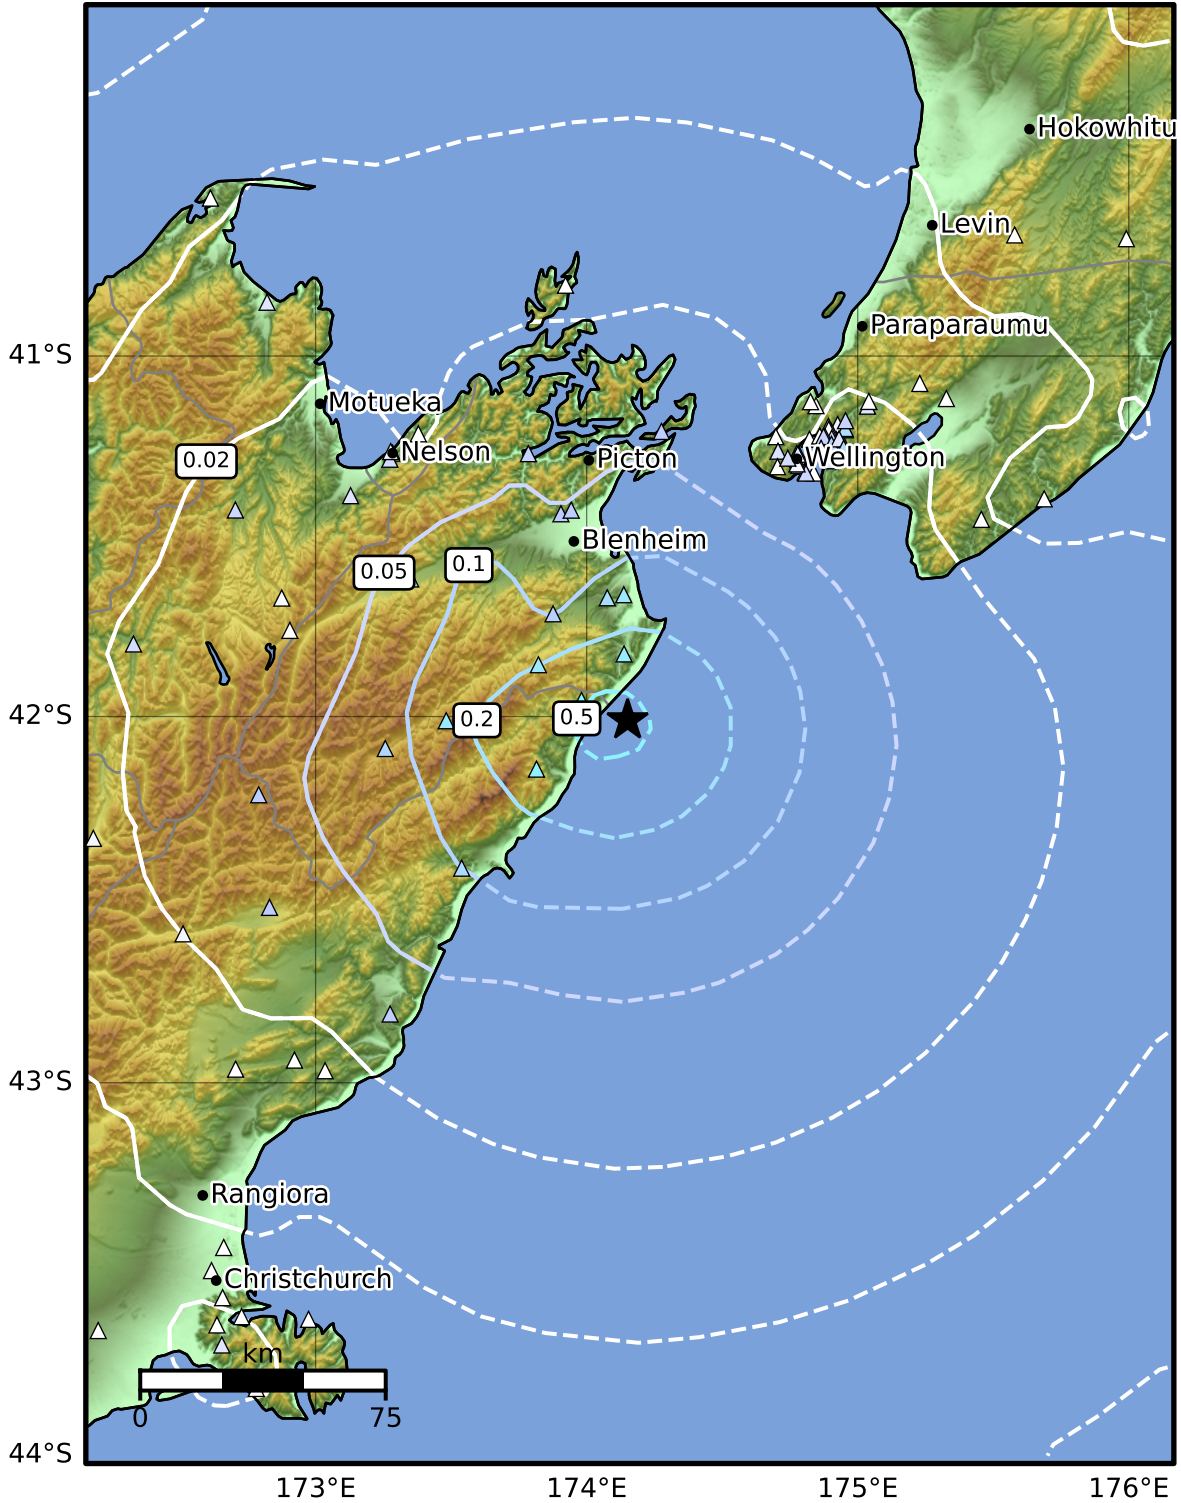 Hokowhitu
Levin
Paraparaumu
41°S
Motueka
Nelson
Picton
Wellington
0.02
Blenheim
0.05
0.1
42°S
0.2
0.5
43°S
Rangiora
Christchurch
km
0
75
44°S
173°E
174°E
175°E
176°E